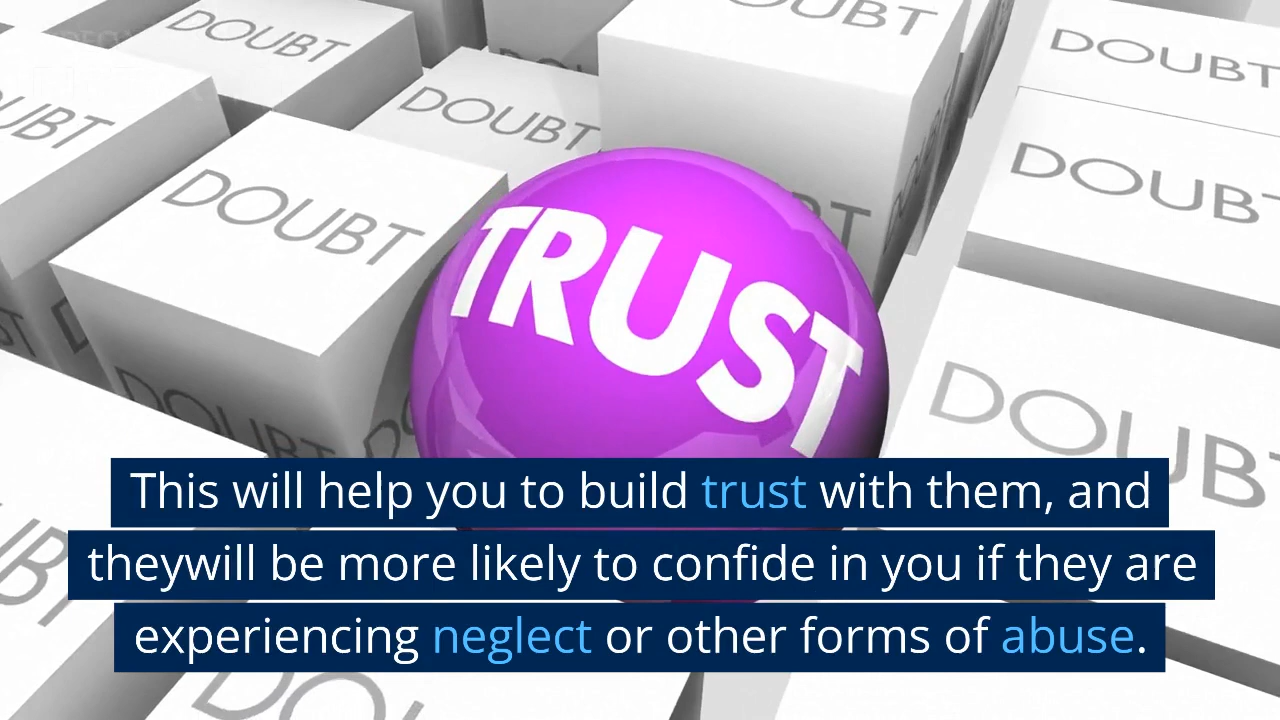 DOUBT
DOUBT
DOUBT
DOUBT
DOUBT
DOUBT
TRUST
DOUBT
This will help you to build trust with them, and
theywill be more likely to confide in you if they are
experiencing neglect or other forms of abuse.